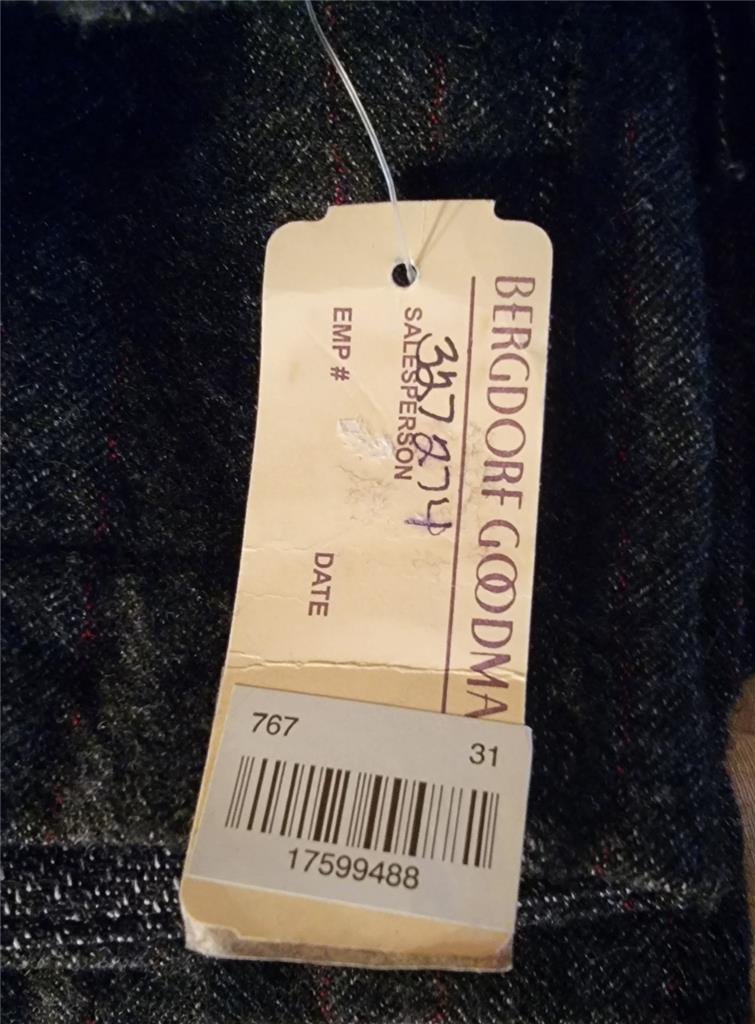 BERGDORF GOODMA
SALESPERSON
EMP #
DATE
767
31
17599488